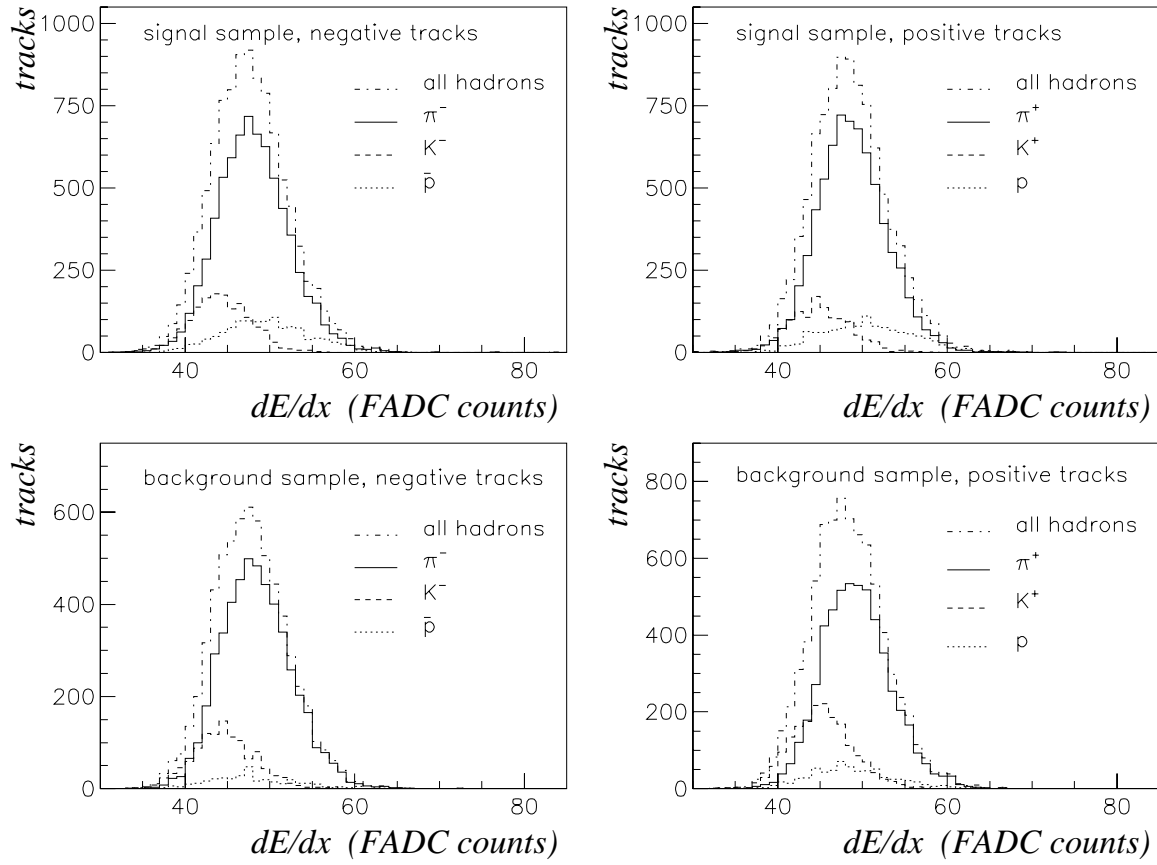 tracks
1000
750
500
250
0
signal sample, negative tracks
all hadrons
π⁻
K⁻
p̄
40 60 80
dE/dx (FADC counts)
tracks
1000
750
500
250
0
signal sample, positive tracks
all hadrons
π⁺
K⁺
p
40 60 80
dE/dx (FADC counts)
tracks
600
400
200
0
background sample, negative tracks
all hadrons
π⁻
K⁻
p̄
40 60 80
dE/dx (FADC counts)
tracks
800
600
400
200
0
background sample, positive tracks
all hadrons
π⁺
K⁺
p
40 60 80
dE/dx (FADC counts)